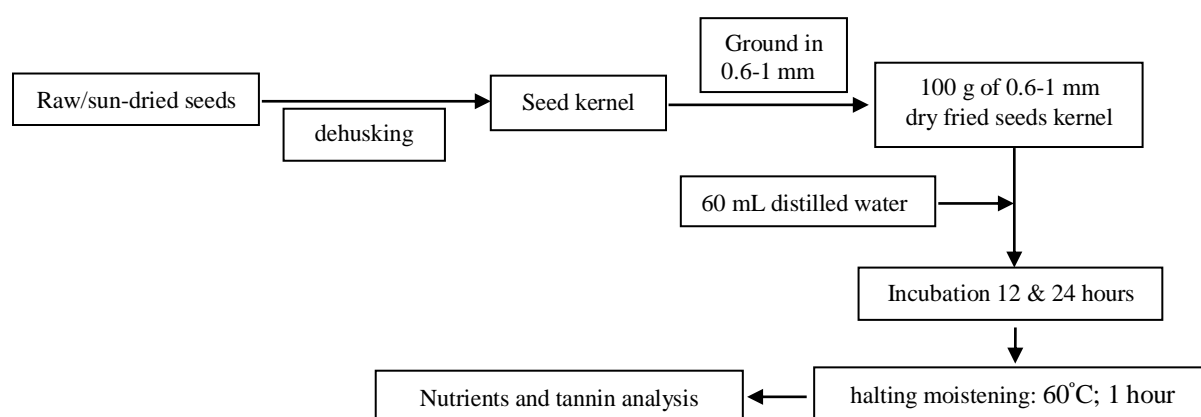 Raw/sun-dried seeds
dehusking
Seed kernel
Ground in
0.6-1 mm
100 g of 0.6-1 mm
dry fried seeds kernel
60 mL distilled water
Incubation 12 & 24 hours
halting moistening: 60°C; 1 hour
Nutrients and tannin analysis